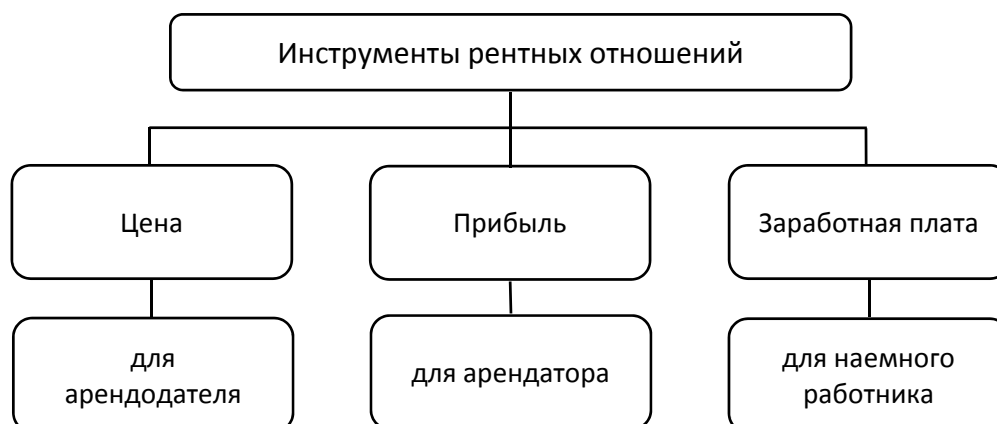 Инструменты рентных отношений
Цена
Прибыль
Заработная плата
для
арендодателя
для арендатора
для наемного
работника